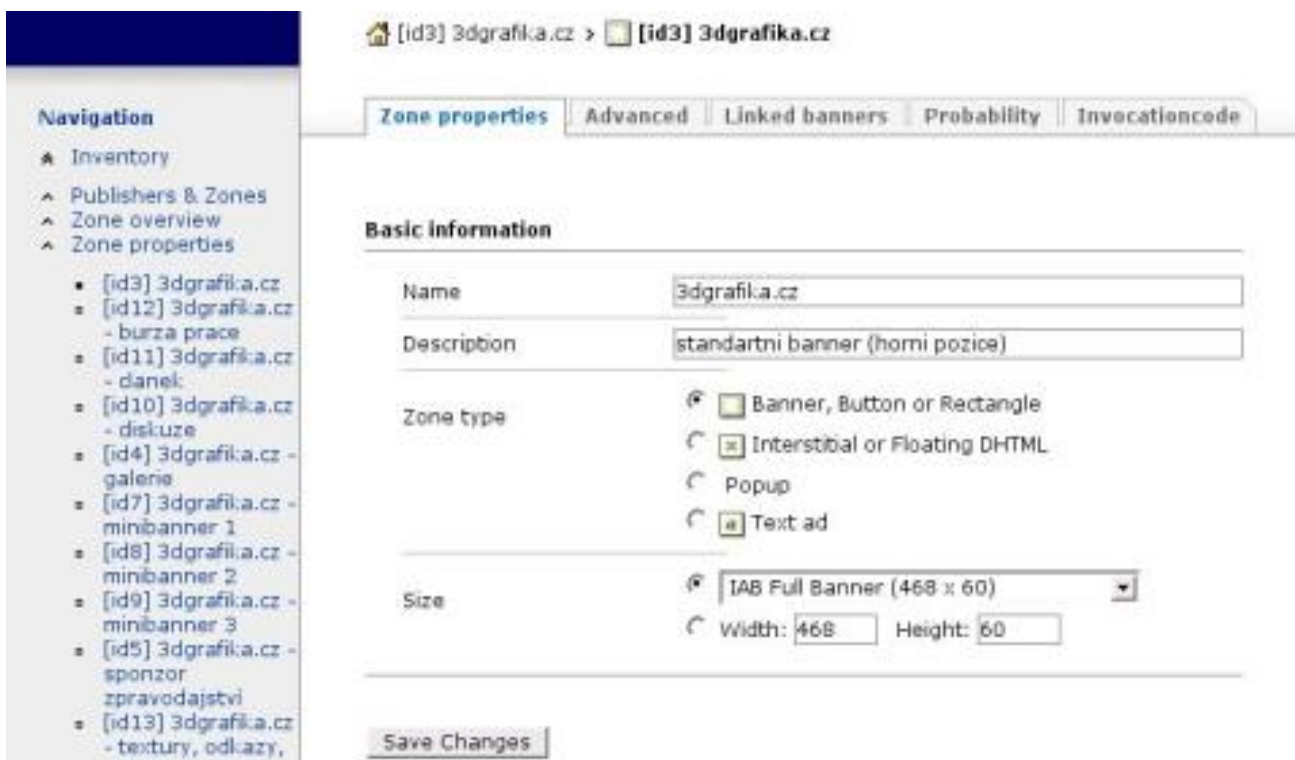 [id3] 3dgrafika.cz > [id3] 3dgrafika.cz
Navigation
Inventory
Publishers & Zones
Zone overview
Zone properties
[id3] 3dgrafika.cz
[id12] 3dgrafika.cz
- burza prace
[id11] 3dgrafika.cz
- danek
[id10] 3dgrafika.cz
- diskuze
[id4] 3dgrafika.cz -
galerie
[id7] 3dgrafika.cz -
minibanner 1
[id8] 3dgrafika.cz -
minibanner 2
[id9] 3dgrafika.cz -
minibanner 3
[id5] 3dgrafika.cz -
sponzor
zpravodajstvi
[id13] 3dgrafika.cz
- textury, odkazy,
Zone properties Advanced Linked banners Probability Invocationcode
Basic information
Name 3dgrafika.cz
Description standartni banner (horni pozice)
Zone type Banner, Button or Rectangle
Interstitial or Floating DHTML
Popup
Text ad
Size IAB Full Banner (468 x 60)
Width: 468 Height: 60
Save Changes